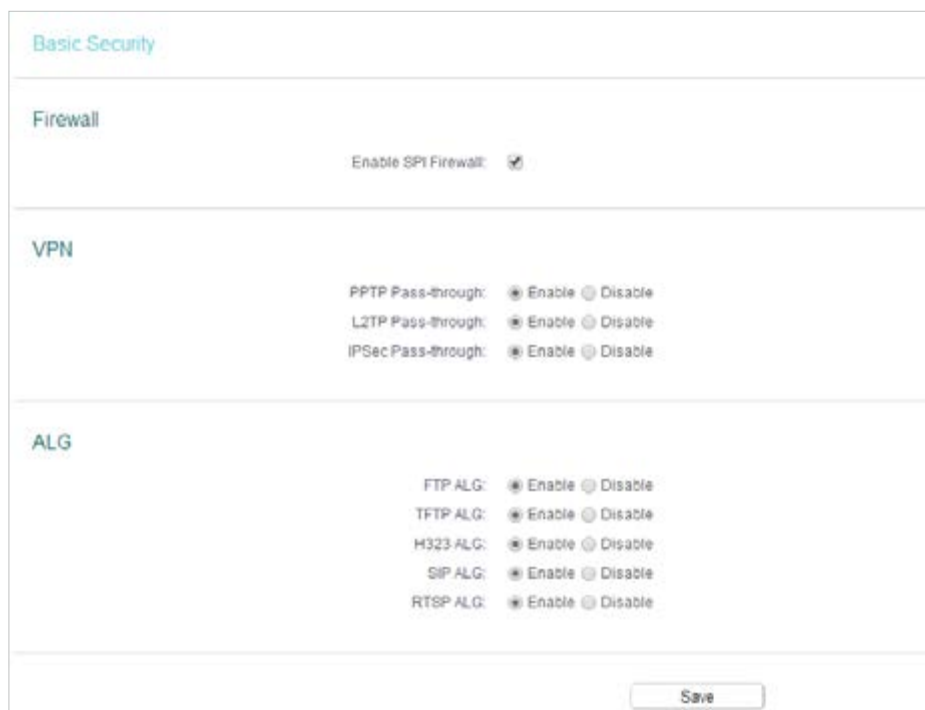 Basic Security
Firewall
Enable SPI Firewall:
VPN
PPTP Pass-through: Enable Disable
L2TP Pass-through: Enable Disable
IPSec Pass-through: Enable Disable
ALG
FTP ALG: Enable Disable
TFTP ALG: Enable Disable
H323 ALG: Enable Disable
SIP ALG: Enable Disable
RTSP ALG: Enable Disable
Save